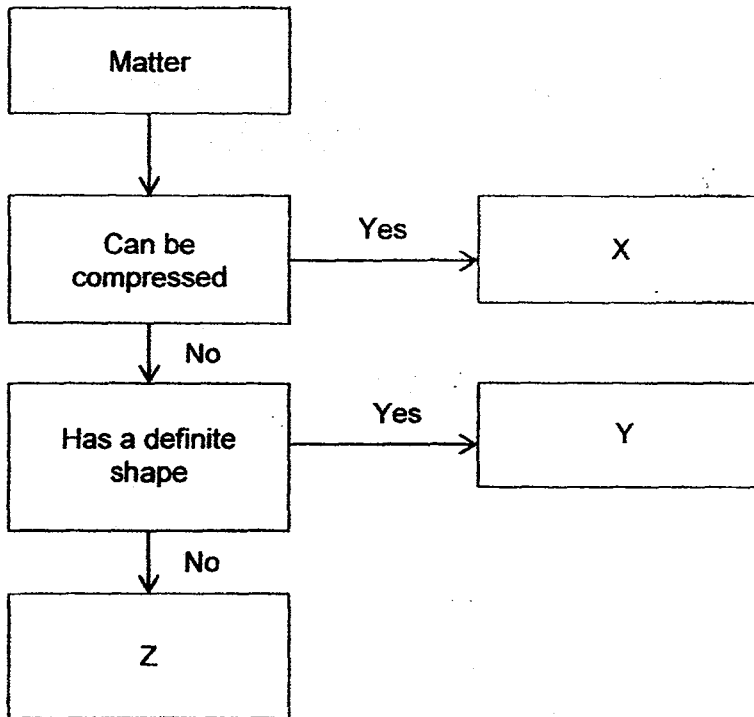 Matter
Can be
compressed
Yes
X
No
Has a definite
shape
Yes
Y
No
Z